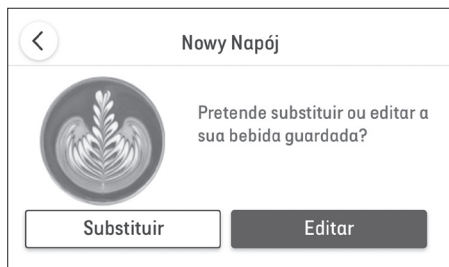 Nowy Napój
Pretende substituir ou editar a
sua bebida guardada?
Substituir
Editar